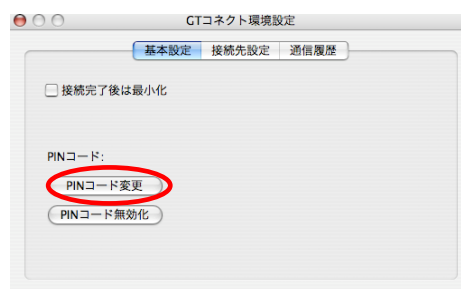 GTコネクト環境設定
基本設定 接続先設定 通信履歴
接続完了後は最小化
PINコード:
PINコード変更
PINコード無効化